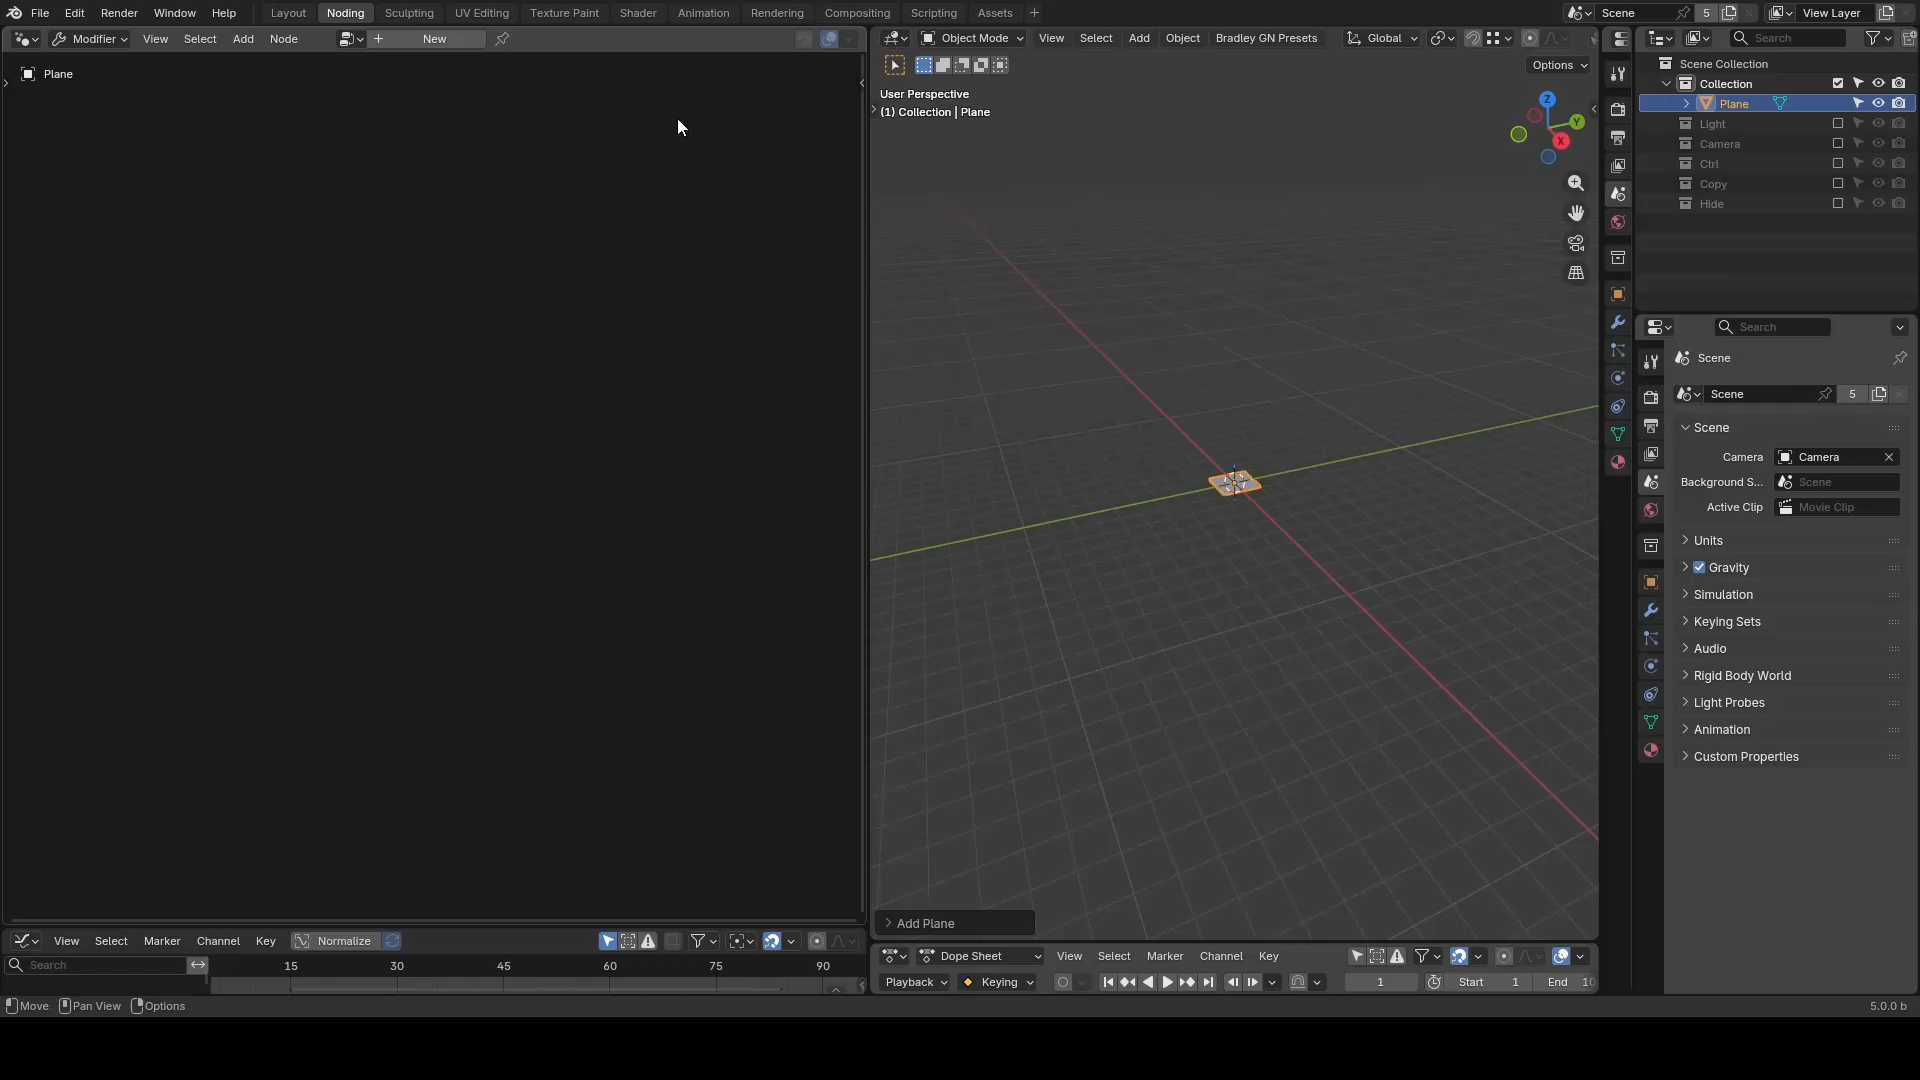 File Edit Render Window Help Layout Noding Sculpting UV Editing Texture Paint Shader Animation Rendering Compositing Scripting Assets + Scene 5 View Layer
Modifier View Select Add Node + New
Plane
Object Mode View Select Add Object Bradley GN Presets Global
Options
User Perspective
(1) Collection | Plane
Z
Y
X
Add Plane
Search
Scene Collection
Collection
Plane
Light
Camera
Ctrl
Copy
Hide
Search
Scene
Scene 5
Scene
Camera Camera
Background S... Scene
Active Clip Movie Clip
Units
Gravity
Simulation
Keying Sets
Audio
Rigid Body World
Light Probes
Animation
Custom Properties
View Select Marker Channel Key Normalize
Search 15 30 45 60 75 90
Dope Sheet View Select Marker Channel Key
Playback Keying 1 Start 1 End 10
Move Pan View Options 5.0.0 b